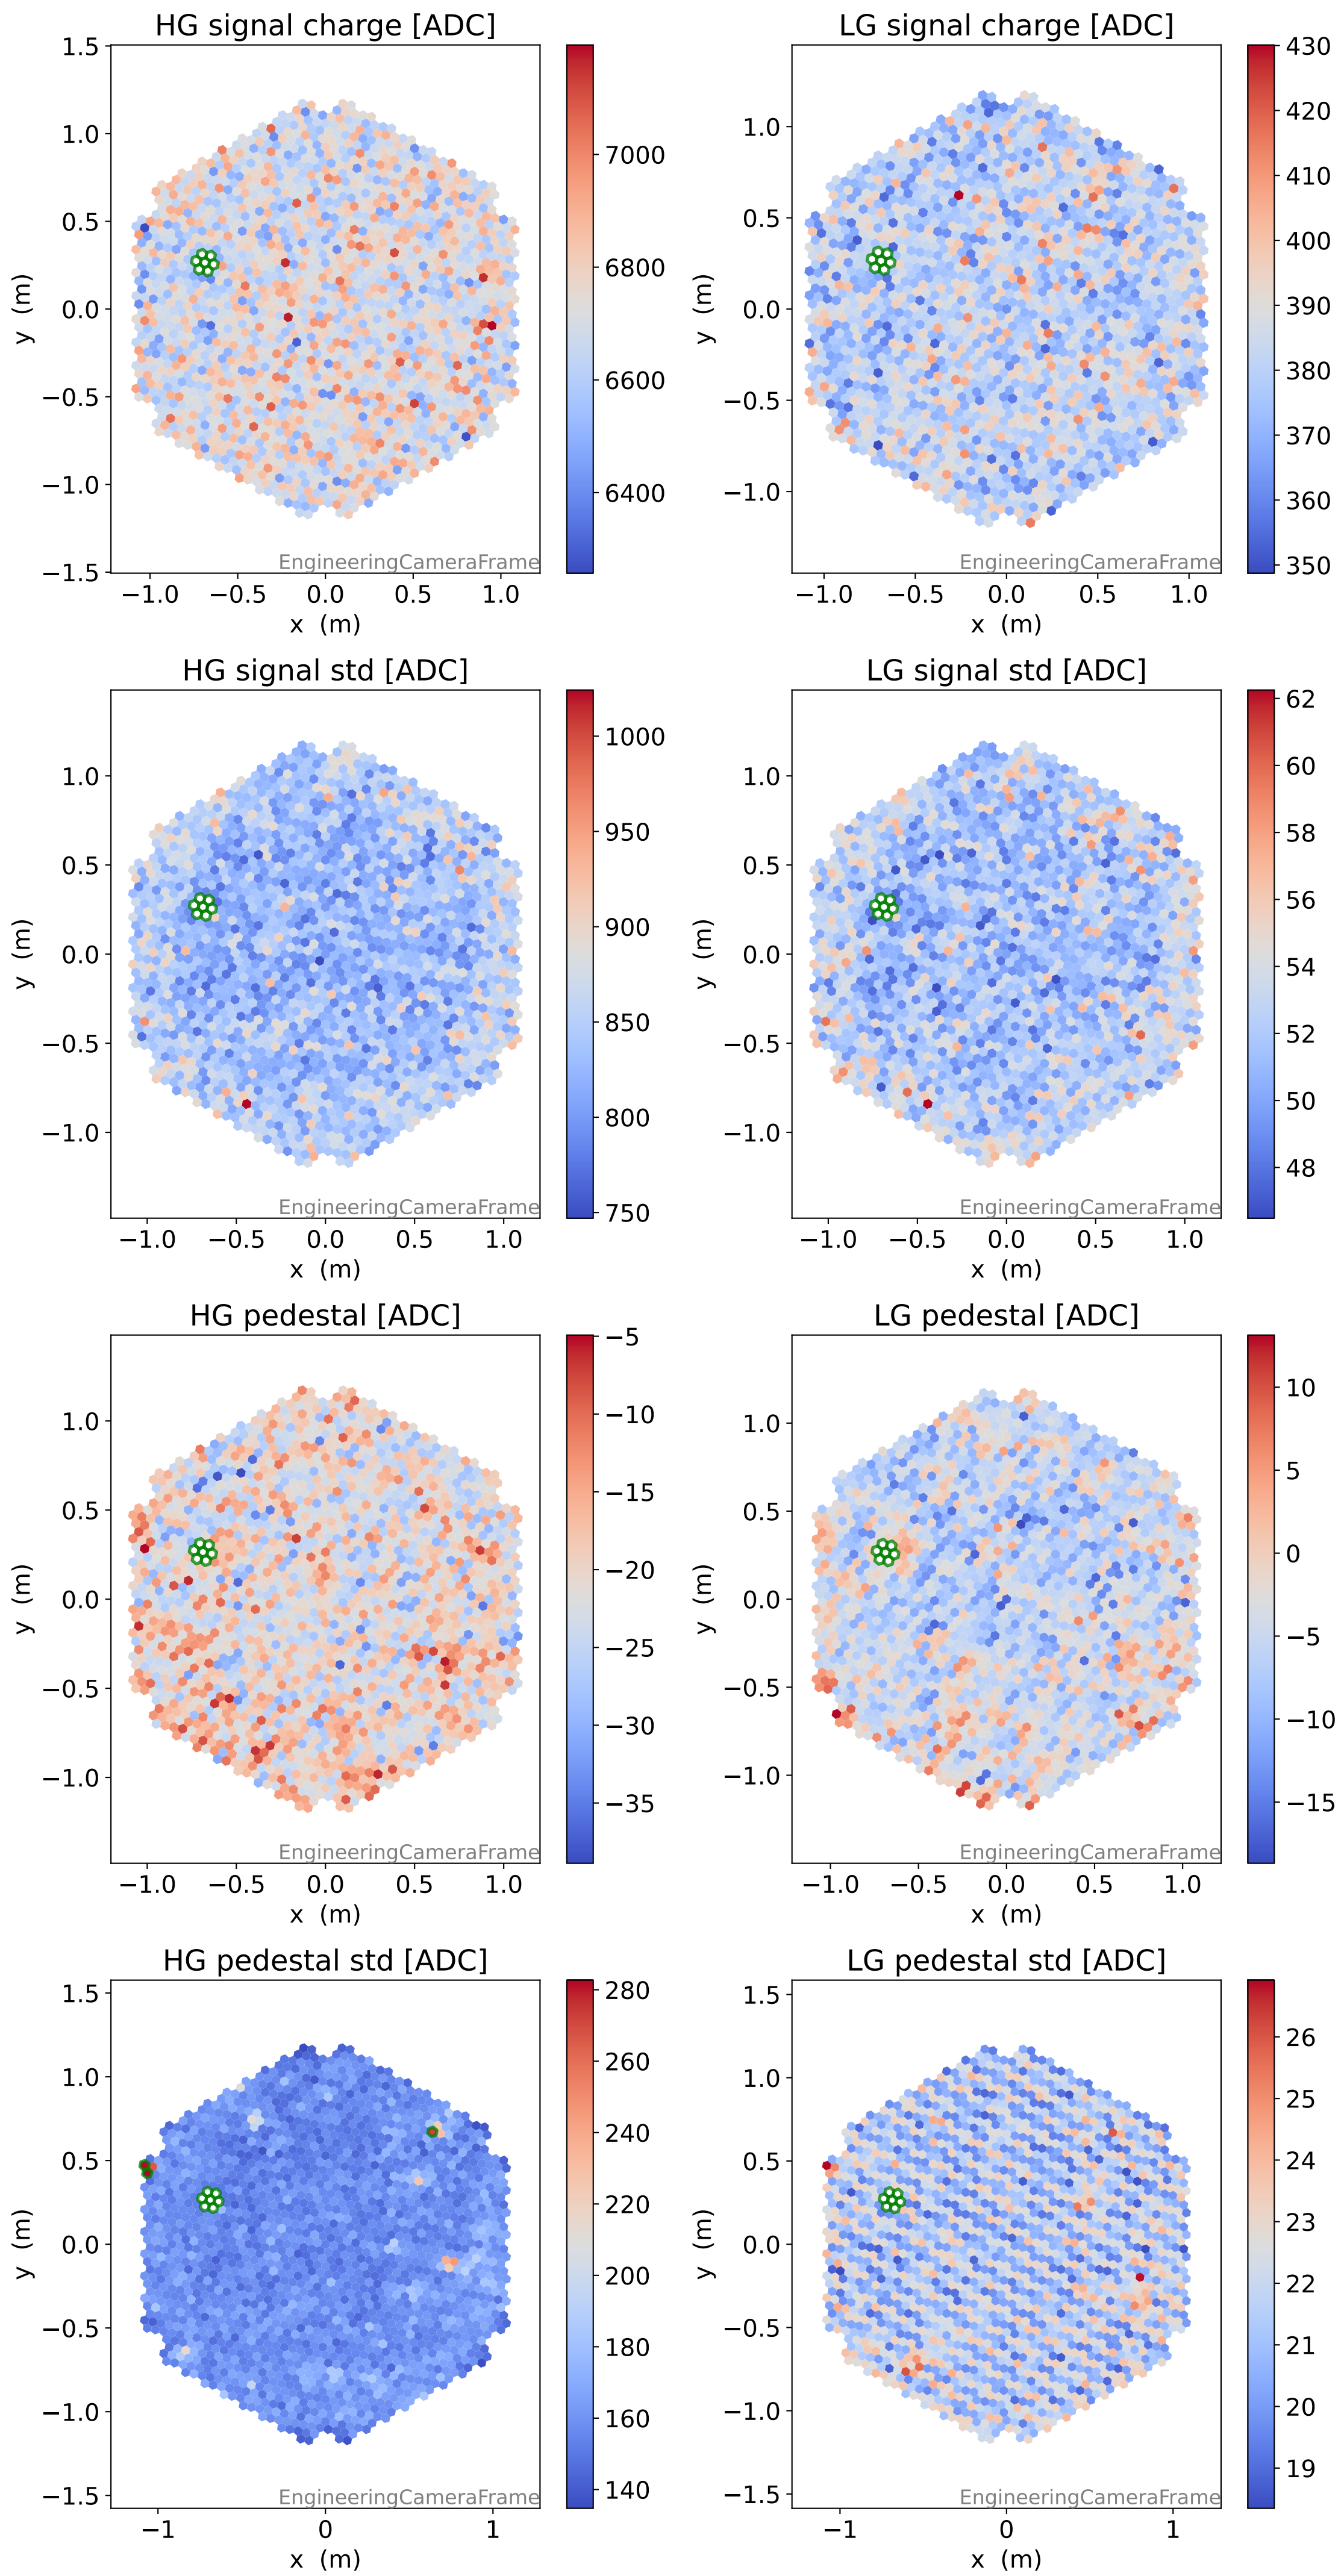 HG signal charge [ADC]
1.5
1.0
0.5
0.0
−0.5
−1.0
−1.5
y (m)
−1.0 −0.5 0.0 0.5 1.0
x (m)
EngineeringCameraFrame
7000
6800
6600
6400
LG signal charge [ADC]
1.0
0.5
0.0
−0.5
−1.0
y (m)
−1.0 −0.5 0.0 0.5 1.0
x (m)
EngineeringCameraFrame
430
420
410
400
390
380
370
360
350
HG signal std [ADC]
1.0
0.5
0.0
−0.5
−1.0
y (m)
−1.0 −0.5 0.0 0.5 1.0
x (m)
EngineeringCameraFrame
1000
950
900
850
800
750
LG signal std [ADC]
1.0
0.5
0.0
−0.5
−1.0
y (m)
−1.0 −0.5 0.0 0.5 1.0
x (m)
EngineeringCameraFrame
62
60
58
56
54
52
50
48
HG pedestal [ADC]
1.0
0.5
0.0
−0.5
−1.0
y (m)
−1.0 −0.5 0.0 0.5 1.0
x (m)
EngineeringCameraFrame
−5
−10
−15
−20
−25
−30
−35
LG pedestal [ADC]
1.0
0.5
0.0
−0.5
−1.0
y (m)
−1.0 −0.5 0.0 0.5 1.0
x (m)
EngineeringCameraFrame
10
5
0
−5
−10
−15
HG pedestal std [ADC]
1.5
1.0
0.5
0.0
−0.5
−1.0
−1.5
y (m)
−1 0 1
x (m)
EngineeringCameraFrame
280
260
240
220
200
180
160
140
LG pedestal std [ADC]
1.5
1.0
0.5
0.0
−0.5
−1.0
−1.5
y (m)
−1 0 1
x (m)
EngineeringCameraFrame
26
25
24
23
22
21
20
19